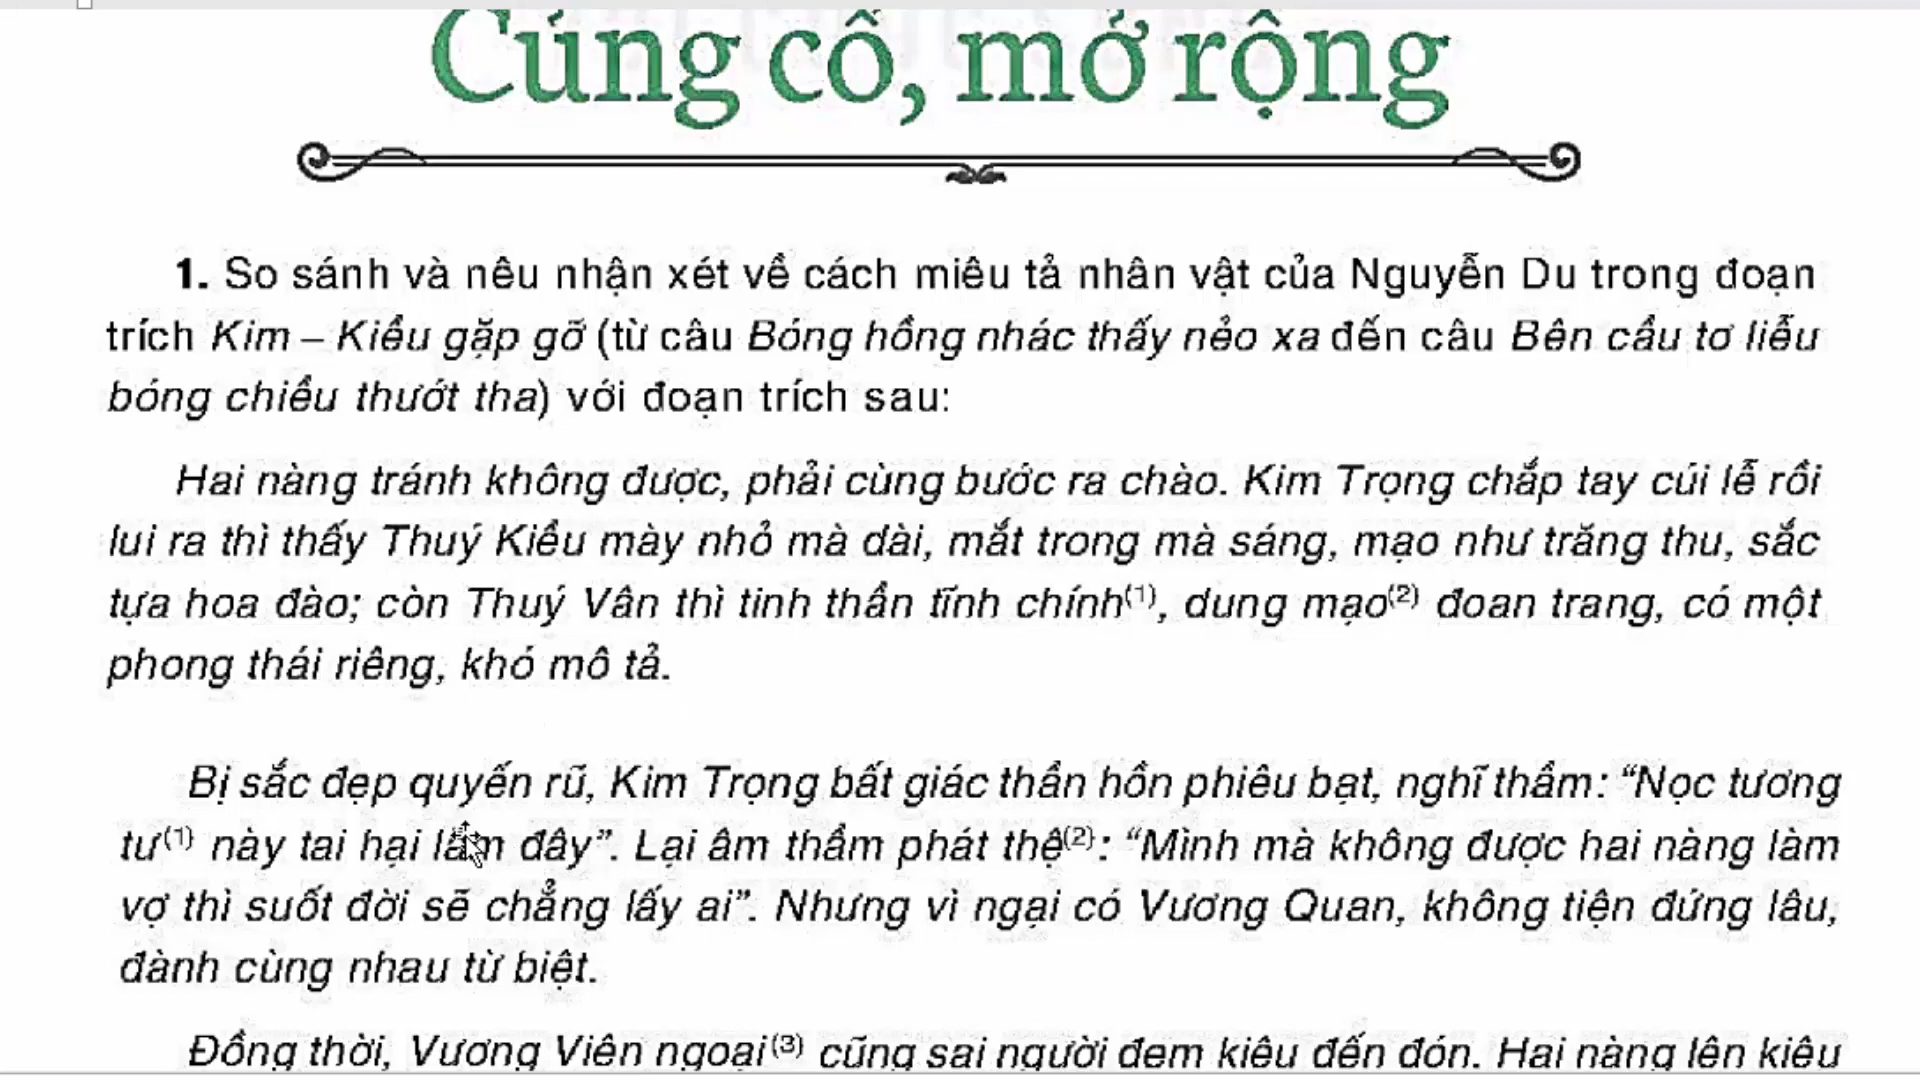 Củng cố, mở rộng
1. So sánh và nêu nhận xét về cách miêu tả nhân vật của Nguyễn Du trong đoạn
trích Kim – Kiều gặp gỡ (từ câu Bóng hồng nhác thấy nẻo xa đến câu Bên cầu tơ liễu
bóng chiều thướt tha) với đoạn trích sau:
Hai nàng tránh không được, phải cùng bước ra chào. Kim Trọng chắp tay cúi lễ rồi
lui ra thì thấy Thuý Kiều mày nhỏ mà dài, mắt trong mà sáng, mạo như trăng thu, sắc
tựa hoa đào; còn Thuý Vân thì tinh thần tĩnh chính(1), dung mạo(2) đoan trang, có một
phong thái riêng, khó mô tả.
Bị sắc đẹp quyến rũ, Kim Trọng bất giác thần hồn phiêu bạt, nghĩ thầm: “Nọc tương
tư(1) này tai hại lắm đây”. Lại âm thầm phát thệ(2): “Mình mà không được hai nàng làm
vợ thì suốt đời sẽ chẳng lấy ai”. Nhưng vì ngại có Vương Quan, không tiện đứng lâu,
đành cùng nhau từ biệt.
Đồng thời, Vương Viên ngoại(3) cũng sai người đem kiệu đến đón. Hai nàng lên kiệu